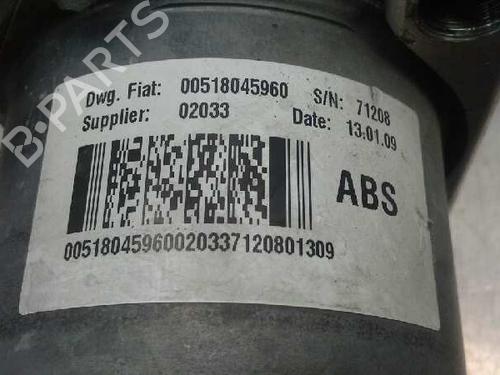 B-PARTS
Dwg. Fiat: 00518045960 S/N: 71208
Supplier: 02033 Date: 13.01.09
ABS
00518045960020337120801309